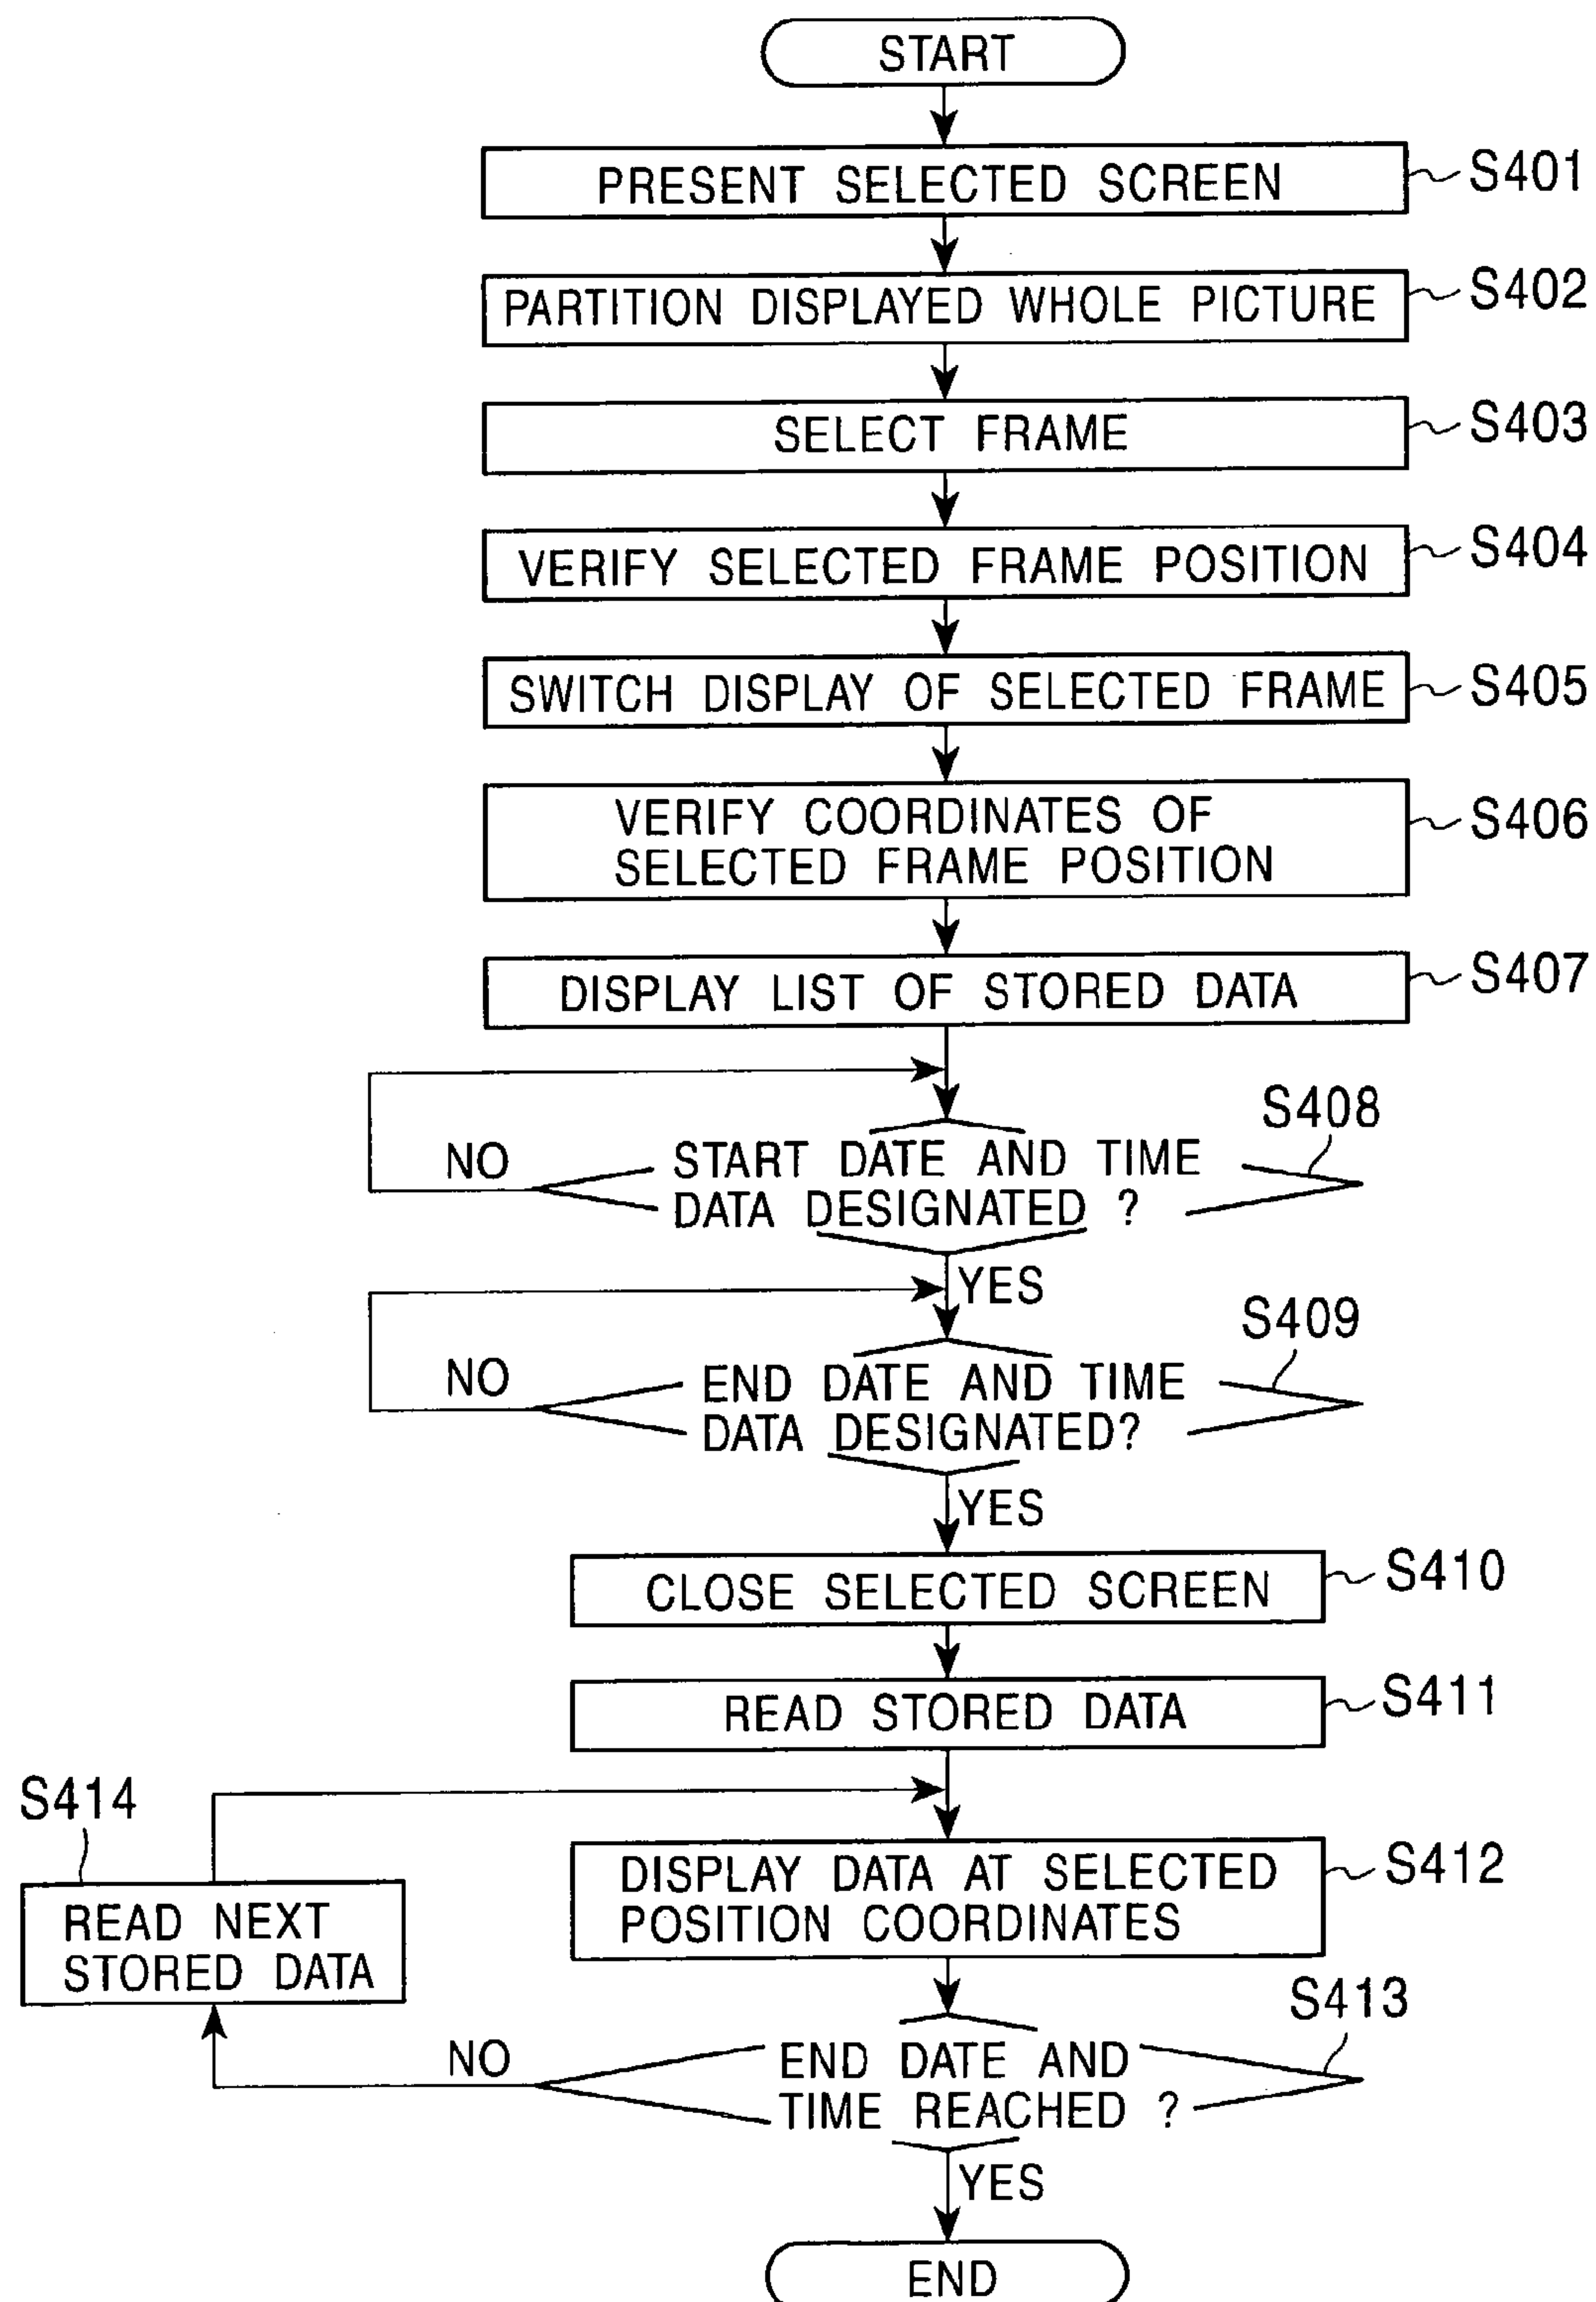 START
PRESENT SELECTED SCREEN
S401
PARTITION DISPLAYED WHOLE PICTURE
S402
SELECT FRAME
S403
VERIFY SELECTED FRAME POSITION
S404
SWITCH DISPLAY OF SELECTED FRAME
S405
VERIFY COORDINATES OF
SELECTED FRAME POSITION
S406
DISPLAY LIST OF STORED DATA
S407
S408
NO
START DATE AND TIME
DATA DESIGNATED ?
YES
S409
NO
END DATE AND TIME
DATA DESIGNATED?
YES
CLOSE SELECTED SCREEN
S410
READ STORED DATA
S411
S414
READ NEXT
STORED DATA
DISPLAY DATA AT SELECTED
POSITION COORDINATES
S412
S413
NO
END DATE AND
TIME REACHED ?
YES
END